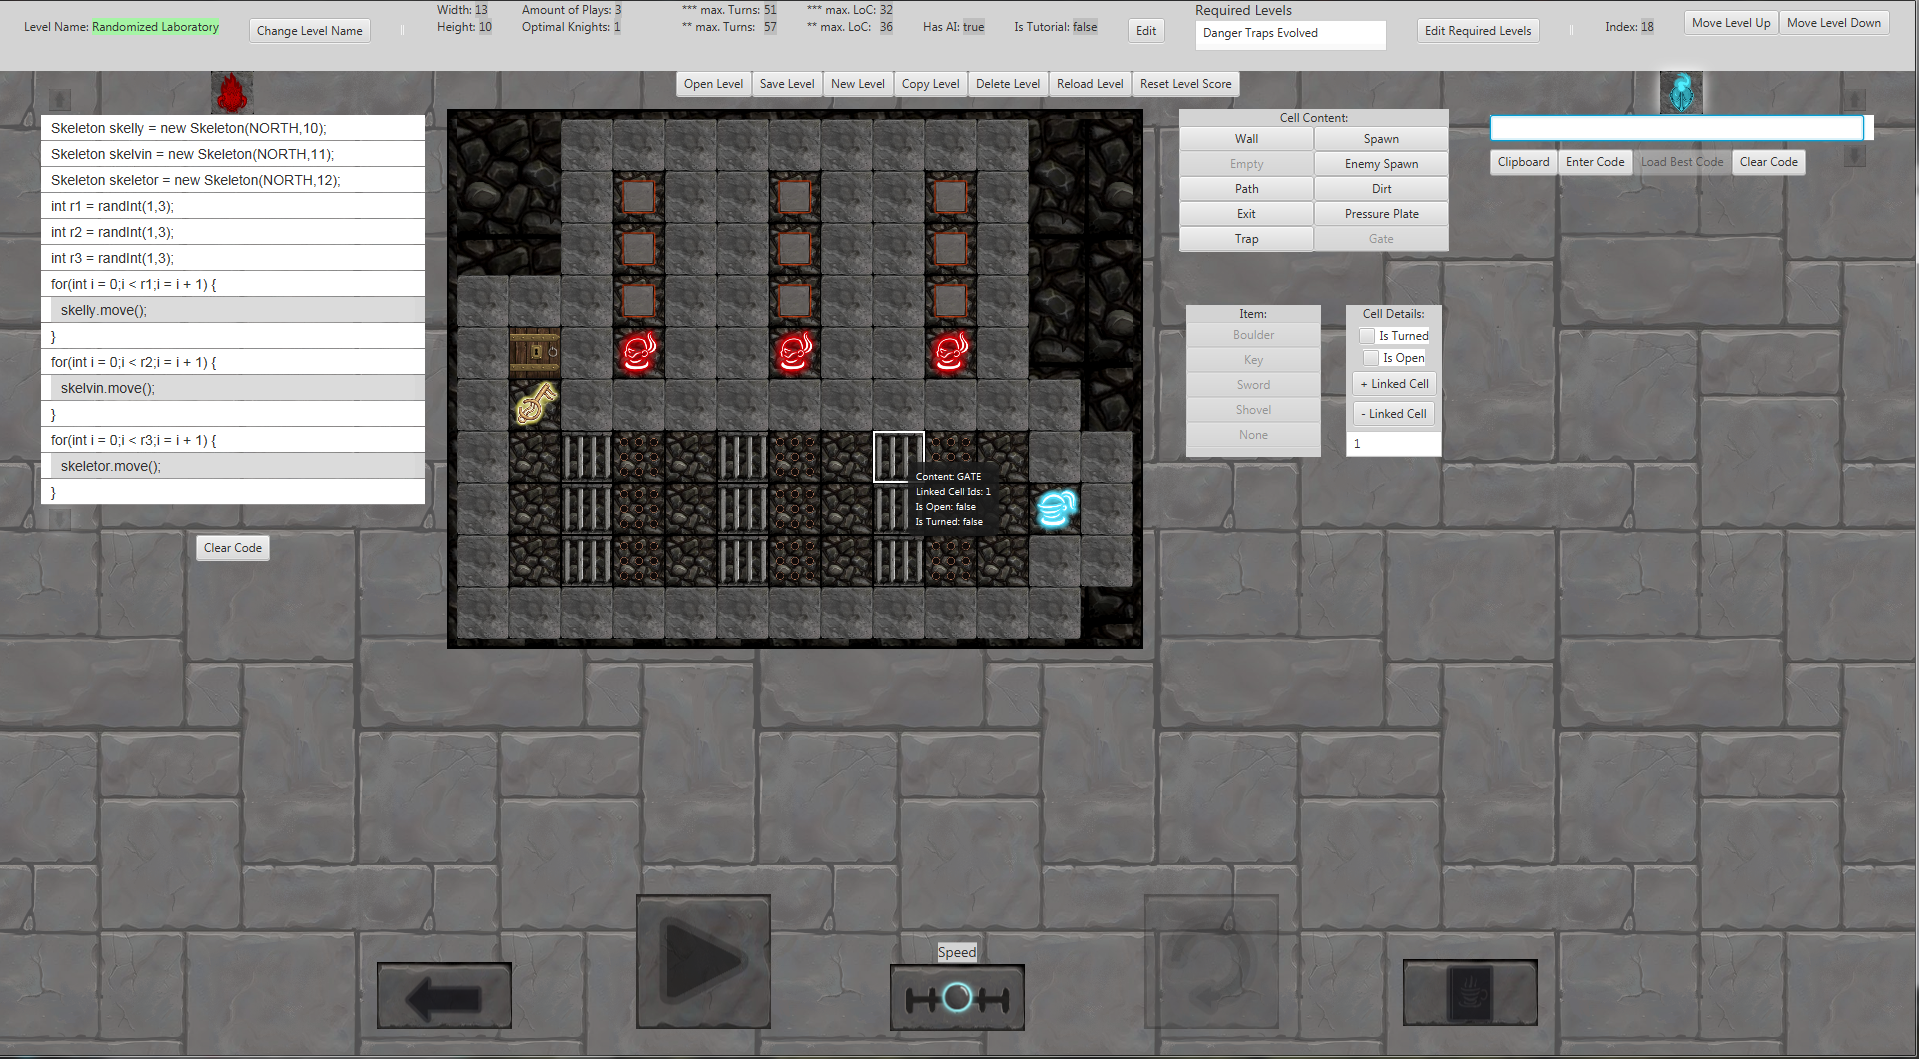 Level Name: Randomized Laboratory
Change Level Name
Width: 13
Height: 10
Amount of Plays: 3
Optimal Knights: 1
*** max. Turns: 51
** max. Turns: 57
*** max. LoC: 32
** max. LoC: 36
Has AI: true
Is Tutorial: false
Edit
Required Levels
Danger Traps Evolved
Edit Required Levels
Index: 18
Move Level Up
Move Level Down
Open Level
Save Level
New Level
Copy Level
Delete Level
Reload Level
Reset Level Score
Skeleton skelly = new Skeleton(NORTH,10);
Skeleton skelvin = new Skeleton(NORTH,11);
Skeleton skeletor = new Skeleton(NORTH,12);
int r1 = randInt(1,3);
int r2 = randInt(1,3);
int r3 = randInt(1,3);
for(int i = 0;i < r1;i = i + 1) {
skelly.move();
}
for(int i = 0;i < r2;i = i + 1) {
skelvin.move();
}
for(int i = 0;i < r3;i = i + 1) {
skeletor.move();
}
Clear Code
Content: GATE
Linked Cell Ids: 1
Is Open: false
Is Turned: false
Cell Content:
Wall
Spawn
Empty
Enemy Spawn
Path
Dirt
Exit
Pressure Plate
Trap
Gate
Item:
Boulder
Key
Sword
Shovel
None
Cell Details:
Is Turned
Is Open
+ Linked Cell
- Linked Cell
1
Clipboard
Enter Code
Load Best Code
Clear Code
Speed